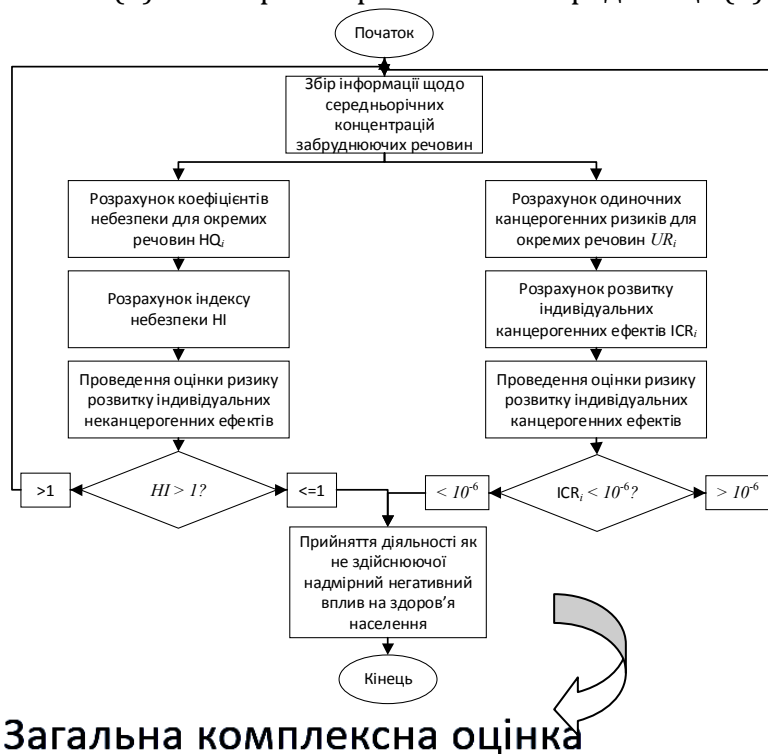 Початок
Збір інформації щодо
середньорічних
концентрацій
забруднюючих речовин
Розрахунок коефіцієнтів
небезпеки для окремих
речовин HQi
Розрахунок одиночних
канцерогенних ризиків для
окремих речовин URi
Розрахунок індексу
небезпеки HI
Розрахунок розвитку
індивідуальних
канцерогенних ефектів ICRi
Проведення оцінки ризику
розвитку індивідуальних
неканцерогенних ефектів
Проведення оцінки ризику
розвитку індивідуальних
канцерогенних ефектів
>1
HI > 1?
<=1
< 10⁻⁶
ICRi < 10⁻⁶?
> 10⁻⁶
Прийняття діяльності як
не здійснюючої
надмірний негативний
вплив на здоров’я
населення
Кінець
Загальна комплексна оцінка